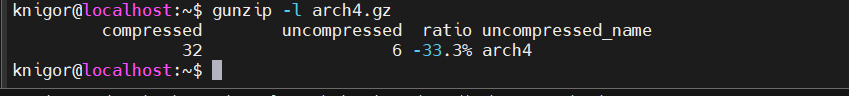 knigor@localhost:~$ gunzip -l arch4.gz
compressed uncompressed ratio uncompressed_name
32 6 -33.3% arch4
knigor@localhost:~$